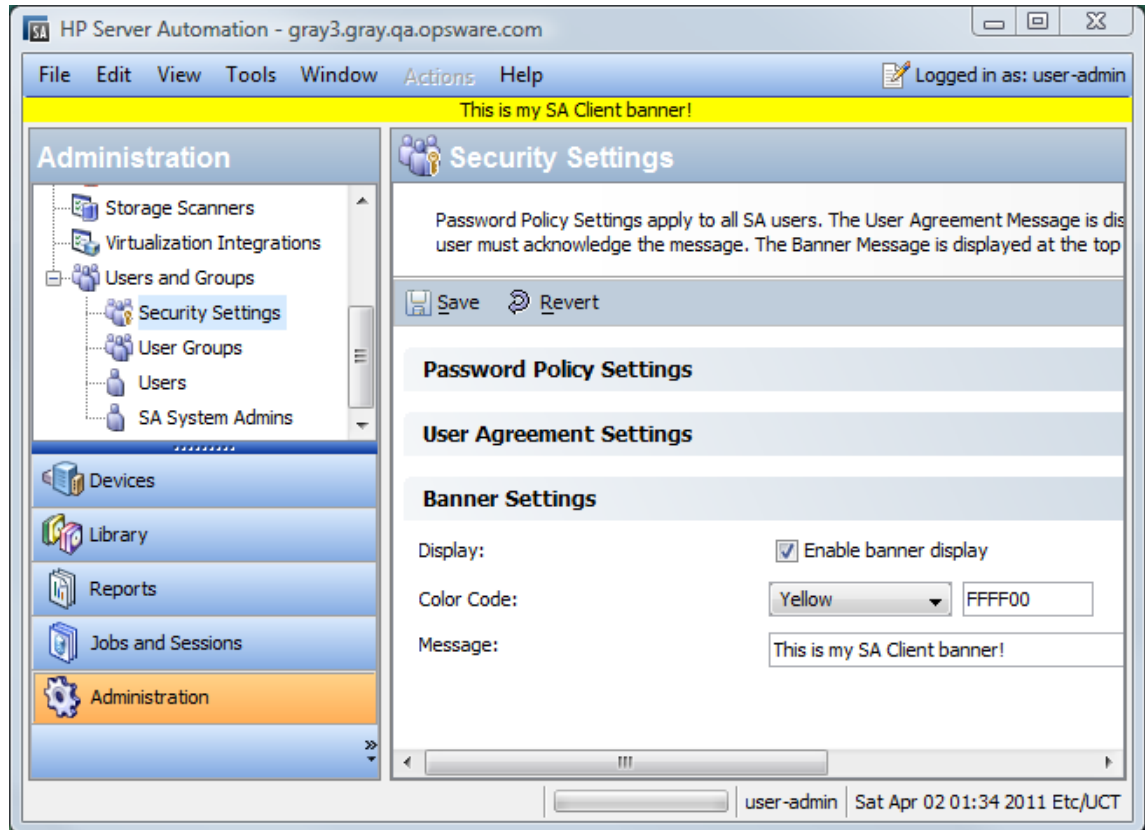 SA HP Server Automation - gray3.gray.qa.opsware.com
File Edit View Tools Window Actions Help Logged in as: user-admin
This is my SA Client banner!
Administration
Storage Scanners
Virtualization Integrations
Users and Groups
Security Settings
User Groups
Users
SA System Admins
Devices
Library
Reports
Jobs and Sessions
Administration
Security Settings
Password Policy Settings apply to all SA users. The User Agreement Message is dis
user must acknowledge the message. The Banner Message is displayed at the top
Save Revert
Password Policy Settings
User Agreement Settings
Banner Settings
Display: Enable banner display
Color Code: Yellow FFFF00
Message: This is my SA Client banner!
user-admin Sat Apr 02 01:34 2011 Etc/UCT